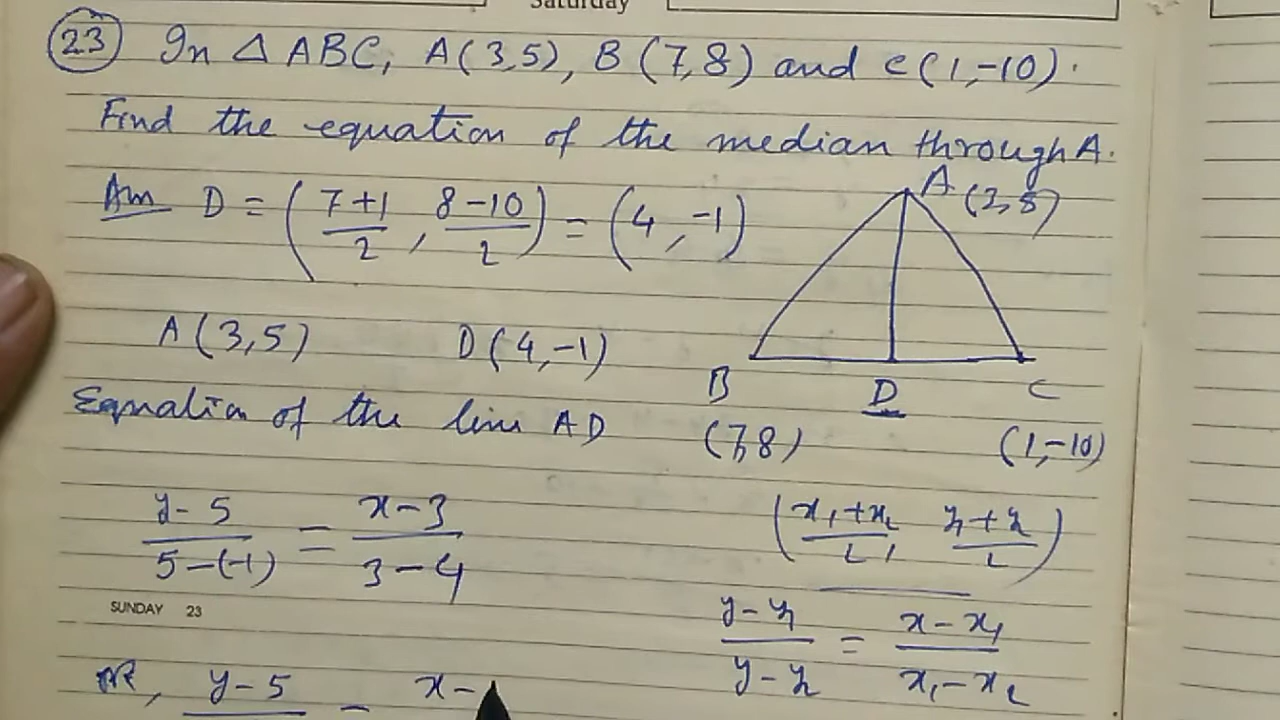 Saturday
(23) In △ ABC, A(3,5), B(7,8) and C(1,-10).
Find the equation of the median through A.
Ans D = (7+1/2, 8-10/2) = (4,-1)
A (2,5)
A(3,5) D(4,-1)
B D C
Equation of the line AD
(7,8) (1,-10)
y-5/5-(-1) = x-3/3-4
(x₁+x₂/2, y₁+y₂/2)
SUNDAY 23
y-y₁/y-y₂ = x-x₁/x₁-x₂
OR, y-5 = x-